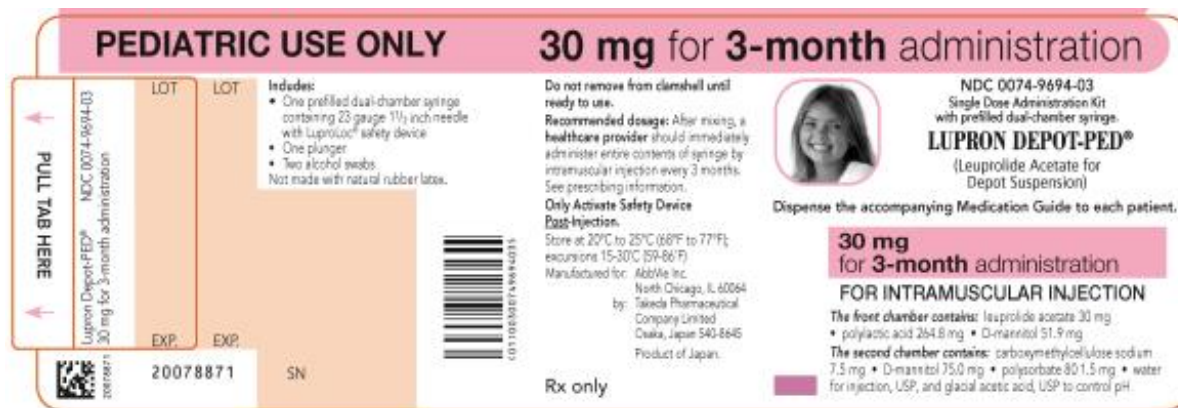 PEDIATRIC USE ONLY
30 mg for 3-month administration
PULL TAB HERE
Lupron Depot-PED® NDC 0074-9694-03
30 mg for 3-month administration
LOT
LOT
EXP.
EXP.
20078871
20078871
SN
Includes:
• One prefilled dual-chamber syringe
containing 23 gauge 1½ inch needle
with LuproLoc® safety device
• One plunger
• Two alcohol swabs
Not made with natural rubber latex.
Do not remove from clamshell until
ready to use.
Recommended dosage: After mixing, a
healthcare provider should immediately
administer entire contents of syringe by
intramuscular injection every 3 months.
See prescribing information.
Only Activate Safety Device
Post-Injection.
Store at 20°C to 25°C (68°F to 77°F);
excursions 15-30°C (59-86°F)
Manufactured for: AbbVie Inc.
North Chicago, IL 60064
by: Takeda Pharmaceutical
Company Limited
Osaka, Japan 540-8645
Product of Japan.
Rx only
NDC 0074-9694-03
Single Dose Administration Kit
with prefilled dual-chamber syringe.
LUPRON DEPOT-PED®
(Leuprolide Acetate for
Depot Suspension)
Dispense the accompanying Medication Guide to each patient.
30 mg
for 3-month administration
FOR INTRAMUSCULAR INJECTION
The front chamber contains: leuprolide acetate 30 mg
• polylactic acid 264.8 mg • D-mannitol 51.9 mg
The second chamber contains: carboxymethylcellulose sodium
7.5 mg • D-mannitol 75.0 mg • polysorbate 80 1.5 mg • water
for injection, USP, and glacial acetic acid, USP to control pH